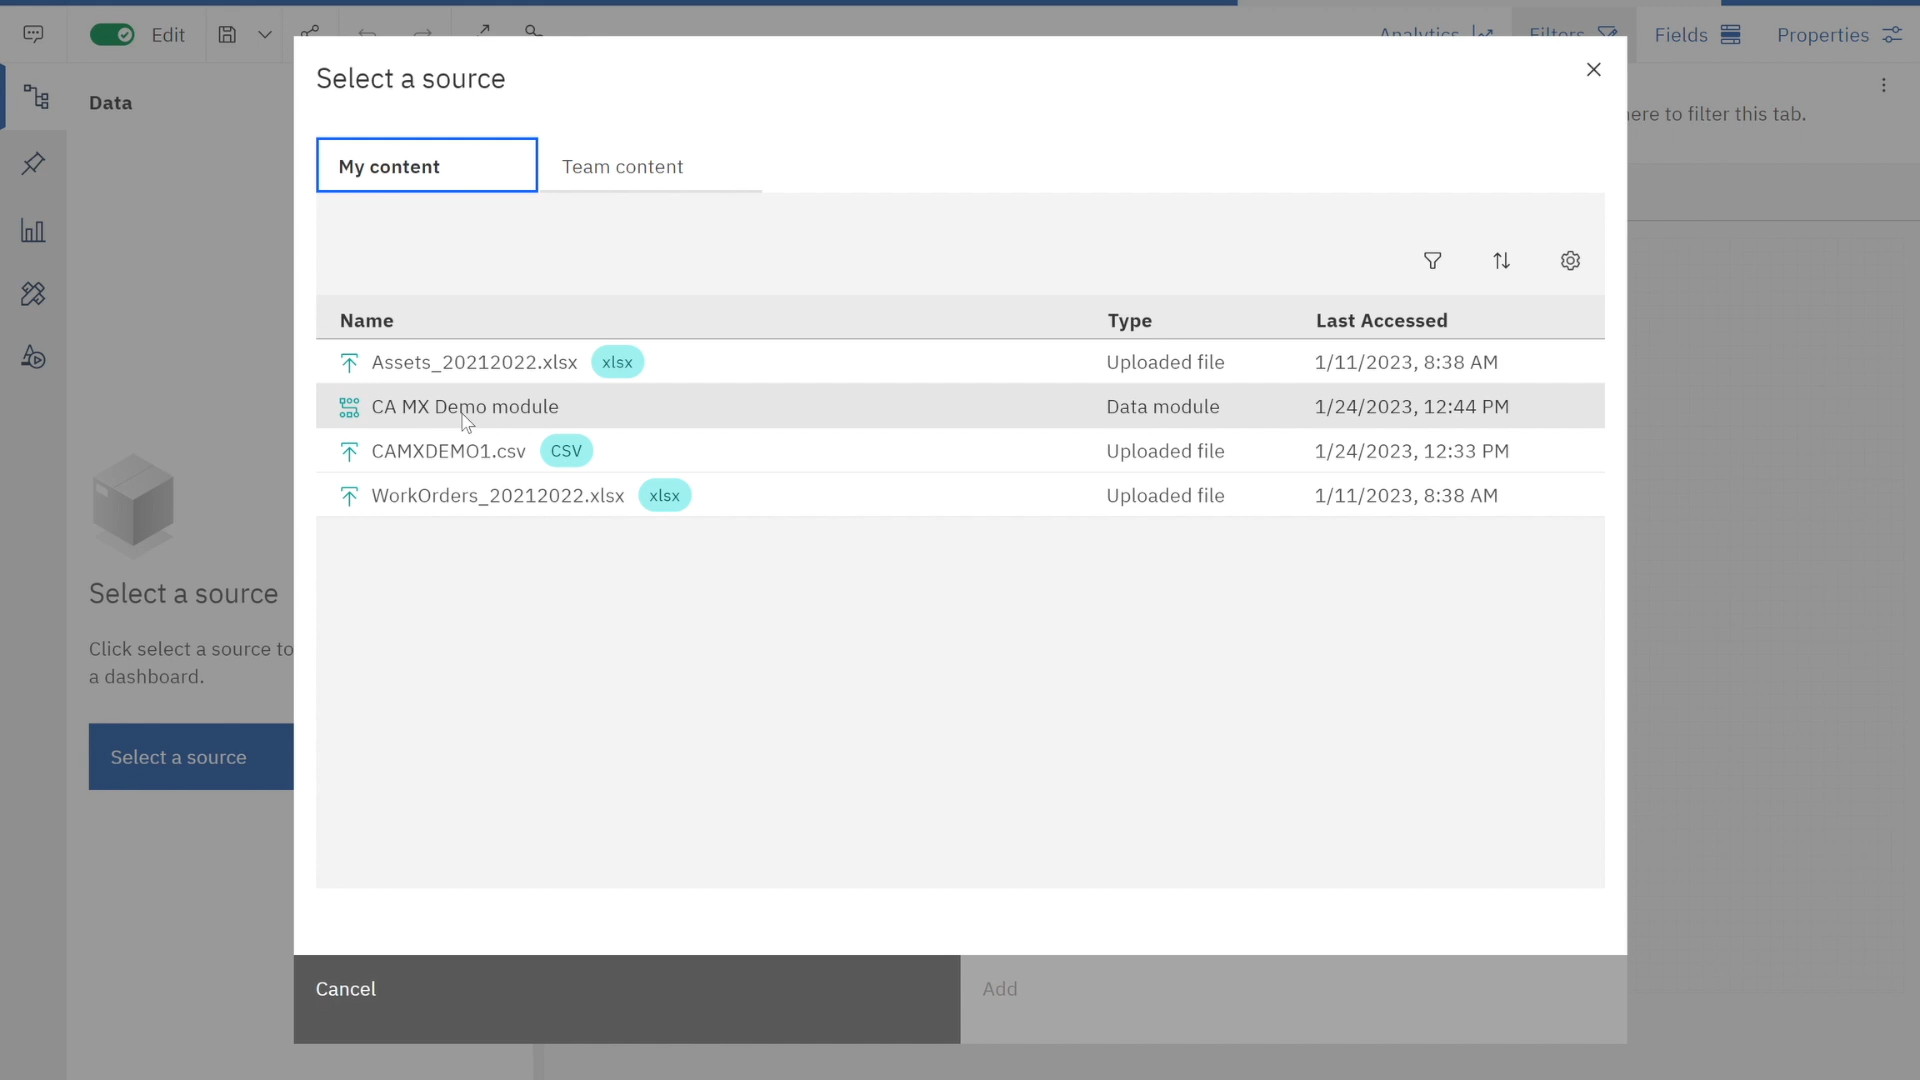 Edit
Analytics
Filters
Fields
Properties
Data
Select a source
here to filter this tab.
My content
Team content
Name Type Last Accessed
Assets_20212022.xlsx xlsx Uploaded file 1/11/2023, 8:38 AM
CA MX Demo module Data module 1/24/2023, 12:44 PM
CAMXDEMO1.csv CSV Uploaded file 1/24/2023, 12:33 PM
WorkOrders_20212022.xlsx xlsx Uploaded file 1/11/2023, 8:38 AM
Select a source
Click select a source to
a dashboard.
Select a source
Cancel
Add